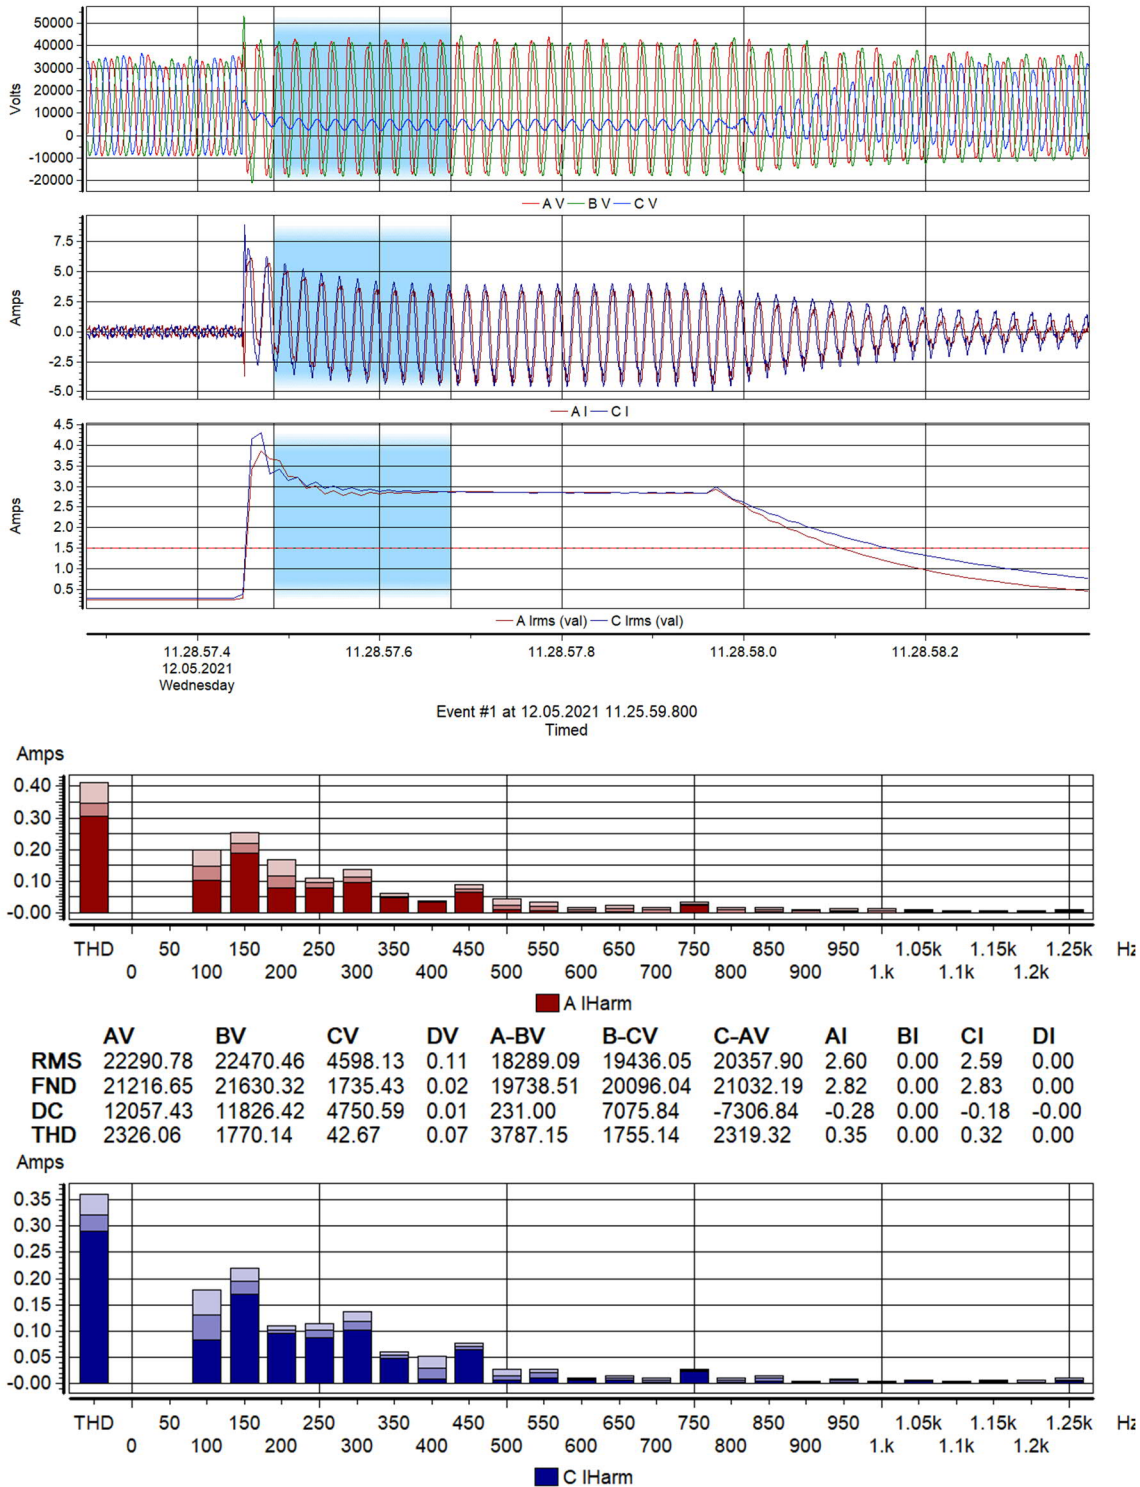 50000
40000
30000
20000
10000
0
-10000
-20000
Volts
A V B V C V
7.5
5.0
2.5
0.0
-2.5
-5.0
Amps
A I C I
4.5
4.0
3.5
3.0
2.5
2.0
1.5
1.0
0.5
Amps
A Irms (val) C Irms (val)
11.28.57.4 11.28.57.6 11.28.57.8 11.28.58.0 11.28.58.2
12.05.2021
Wednesday
Event #1 at 12.05.2021 11.25.59.800
Timed
Amps
0.40
0.30
0.20
0.10
-0.00
THD 50 150 250 350 450 550 650 750 850 950 1.05k 1.15k 1.25k Hz
0 100 200 300 400 500 600 700 800 900 1.k 1.1k 1.2k
A IHarm
AV BV CV DV A-BV B-CV C-AV AI BI CI DI
RMS 22290.78 22470.46 4598.13 0.11 18289.09 19436.05 20357.90 2.60 0.00 2.59 0.00
FND 21216.65 21630.32 1735.43 0.02 19738.51 20096.04 21032.19 2.82 0.00 2.83 0.00
DC 12057.43 11826.42 4750.59 0.01 231.00 7075.84 -7306.84 -0.28 0.00 -0.18 -0.00
THD 2326.06 1770.14 42.67 0.07 3787.15 1755.14 2319.32 0.35 0.00 0.32 0.00
Amps
0.35
0.30
0.25
0.20
0.15
0.10
0.05
-0.00
THD 50 150 250 350 450 550 650 750 850 950 1.05k 1.15k 1.25k Hz
0 100 200 300 400 500 600 700 800 900 1.k 1.1k 1.2k
C IHarm